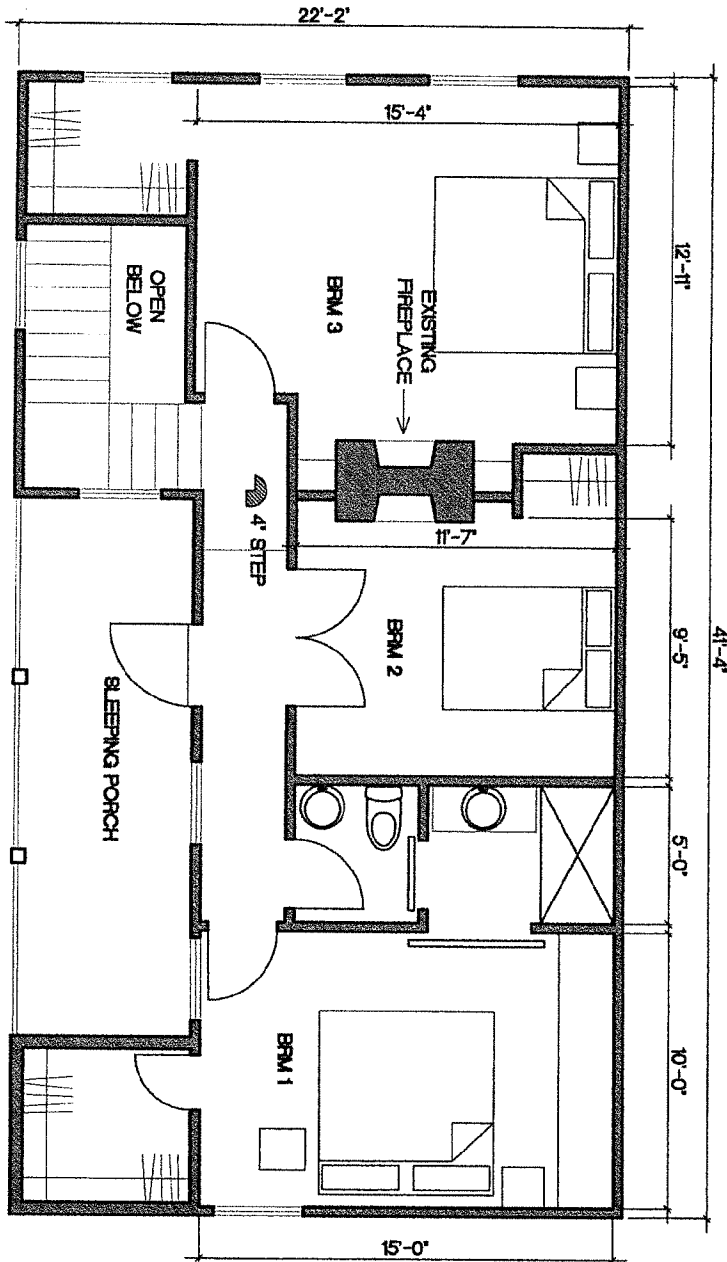 22'-2"
15'-4"
12'-11"
41'-4"
OPEN
BELOW
BRM 3
EXISTING
FIREPLACE
4" STEP
11'-7"
BRM 2
9'-5"
SLEEPING PORCH
5'-0"
BRM 1
10'-0"
15'-0"